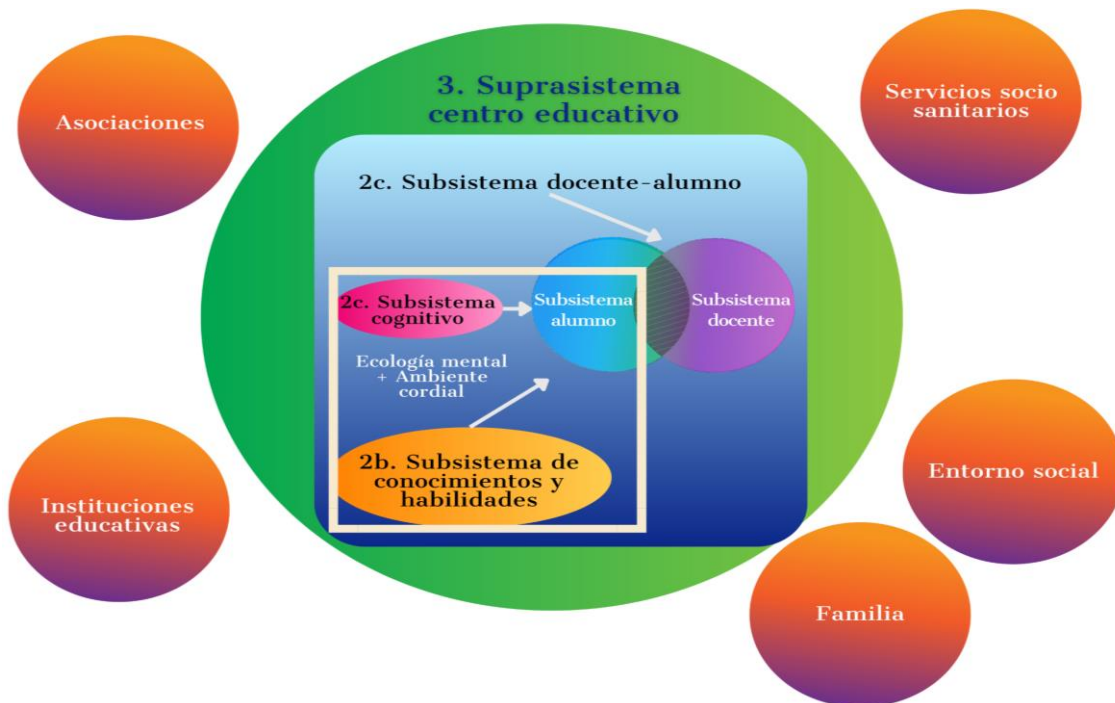 Asociaciones
3. Suprasistema
centro educativo
Servicios socio
sanitarios
2c. Subsistema docente-alumno
2c. Subsistema
cognitivo
Subsistema
alumno
Subsistema
docente
Ecología mental
+ Ambiente
cordial
2b. Subsistema de
conocimientos y
habilidades
Instituciones
educativas
Entorno social
Familia